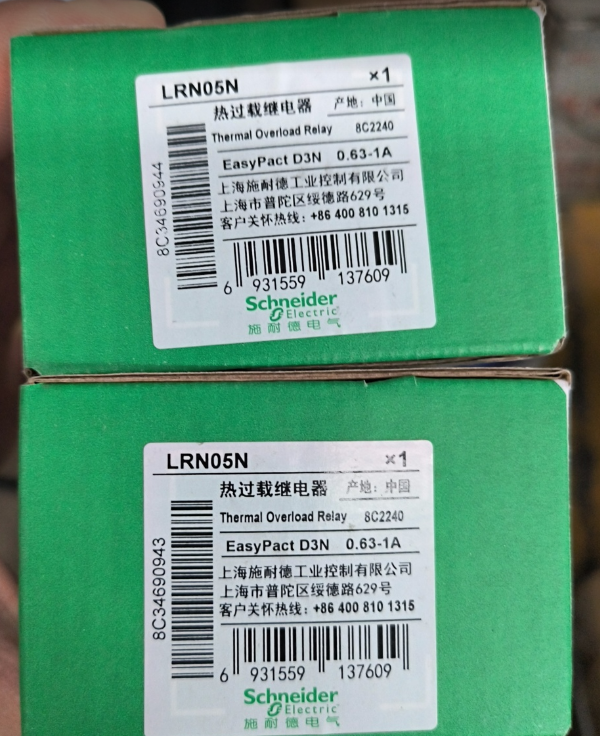 LRN05N ×1
热过载继电器 产地：中国
Thermal Overload Relay 8C2240
EasyPact D3N 0.63-1A
上海施耐德工业控制有限公司
上海市普陀区绥德路629号
客户关怀热线：+86 400 810 1315
8C34690944
6 931559 137609
Schneider
Electric
施耐德电气
LRN05N ×1
热过载继电器 产地：中国
Thermal Overload Relay 8C2240
EasyPact D3N 0.63-1A
上海施耐德工业控制有限公司
上海市普陀区绥德路629号
客户关怀热线：+86 400 810 1315
8C34690943
6 931559 137609
Schneider
Electric
施耐德电气